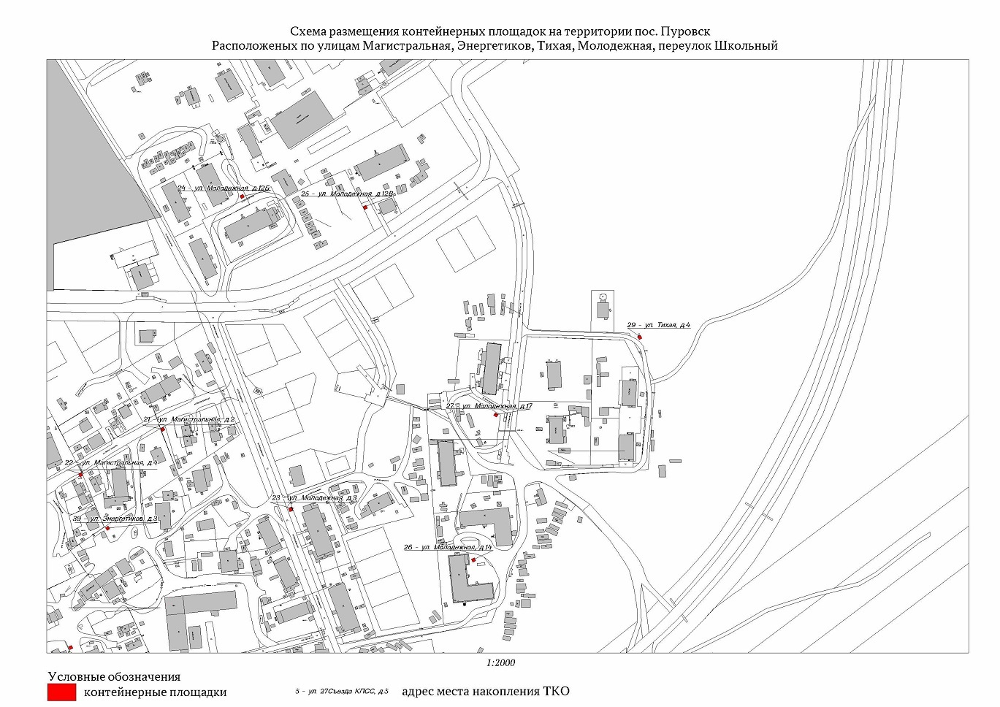 Схема размещения контейнерных площадок на территории пос. Пуровск
Расположеных по улицам Магистральная, Энергетиков, Тихая, Молодежная, переулок Школьный
24 - ул. Молодежная, д.12Б
25 - ул. Молодежная, д.12В
29 - ул. Тихая, д.4
27 - ул. Молодежная, д.17
21 - ул. Магистральная, д.2
22 - ул. Магистральная, д.4
23 - ул. Молодежная, д.3
39 - ул. Энергетиков, д.3
26 - ул. Молодежная, д.14
1:2000
Условные обозначения
контейнерные площадки
5 - ул. 27Съезда КПСС, д.5
адрес места накопления ТКО